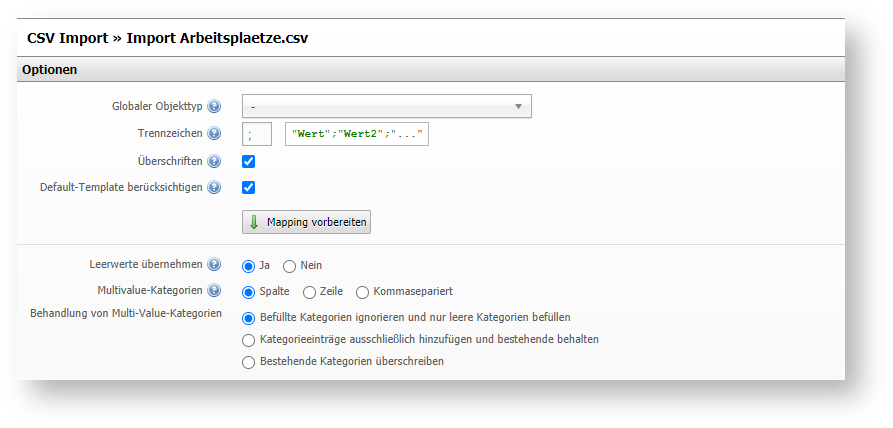 CSV Import » Import Arbeitsplaetze.csv
Optionen
Globaler Objekttyp ? -
Trennzeichen ? ; "Wert";"Wert2";"..."
Überschriften ?
Default-Template berücksichtigen ?
Mapping vorbereiten
Leerwerte übernehmen ? Ja Nein
Multivalue-Kategorien ? Spalte Zeile Kommasepariert
Behandlung von Multi-Value-Kategorien Befüllte Kategorien ignorieren und nur leere Kategorien befüllen
Kategorieeinträge ausschließlich hinzufügen und bestehende behalten
Bestehende Kategorien überschreiben